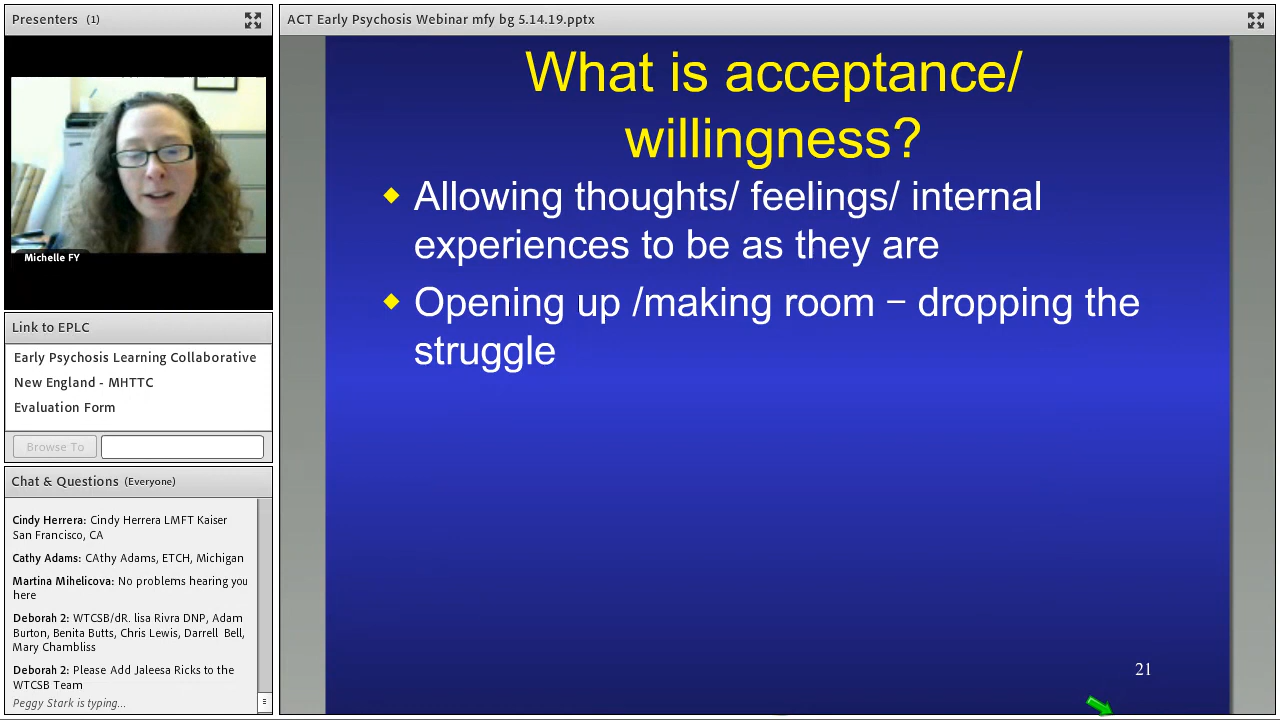 Presenters (1)
Michelle FY
Link to EPLC
Early Psychosis Learning Collaborative
New England - MHTTC
Evaluation Form
Browse To
Chat & Questions (Everyone)
Cindy Herrera: Cindy Herrera LMFT Kaiser
San Francisco, CA
Cathy Adams: CAthy Adams, ETCH, Michigan
Martina Mihelicova: No problems hearing you
here
Deborah 2: WTCSB/dR. lisa Rivra DNP, Adam
Burton, Benita Butts, Chris Lewis, Darrell Bell,
Mary Chambliss
Deborah 2: Please Add Jaleesa Ricks to the
WTCSB Team
Peggy Stark is typing...
ACT Early Psychosis Webinar mfy bg 5.14.19.pptx
What is acceptance/
willingness?
Allowing thoughts/ feelings/ internal
experiences to be as they are
Opening up /making room – dropping the
struggle
21